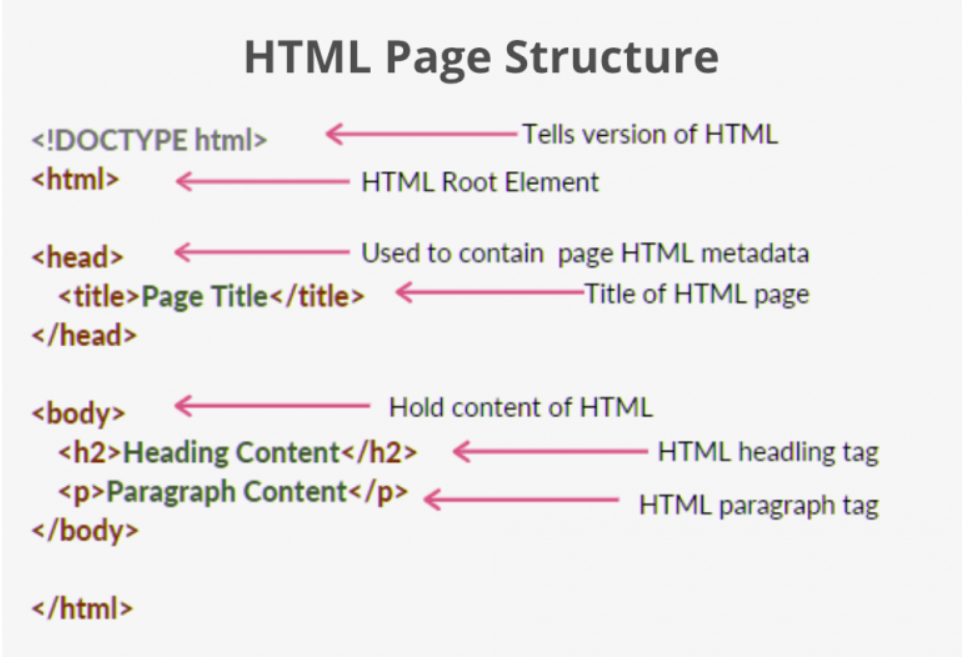 HTML Page Structure
<!DOCTYPE html> Tells version of HTML
<html> HTML Root Element
<head> Used to contain page HTML metadata
<title>Page Title</title> Title of HTML page
</head>
<body> Hold content of HTML
<h2>Heading Content</h2> HTML headling tag
<p>Paragraph Content</p> HTML paragraph tag
</body>
</html>